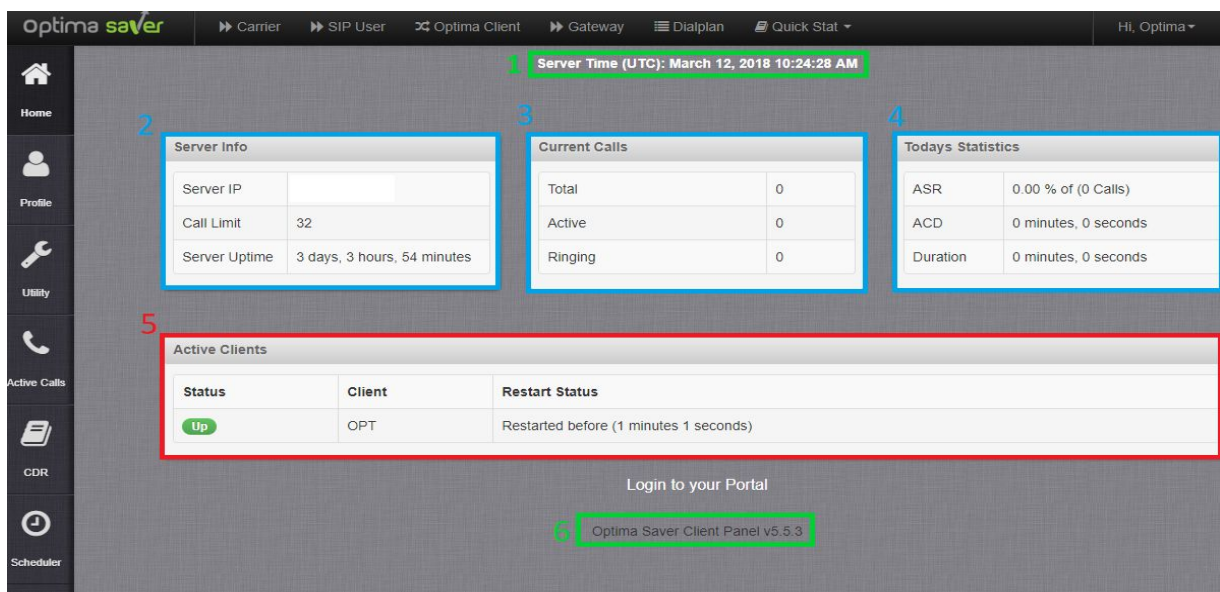 Optima saver
Carrier SIP User Optima Client Gateway Dialplan Quick Stat Hi, Optima
1 Server Time (UTC): March 12, 2018 10:24:28 AM
Home
Profile
Utility
Active Calls
CDR
Scheduler
2
Server Info
Server IP
Call Limit 32
Server Uptime 3 days, 3 hours, 54 minutes
3
Current Calls
Total 0
Active 0
Ringing 0
4
Todays Statistics
ASR 0.00 % of (0 Calls)
ACD 0 minutes, 0 seconds
Duration 0 minutes, 0 seconds
5
Active Clients
Status Client Restart Status
Up OPT Restarted before (1 minutes 1 seconds)
Login to your Portal
6 Optima Saver Client Panel v5.5.3